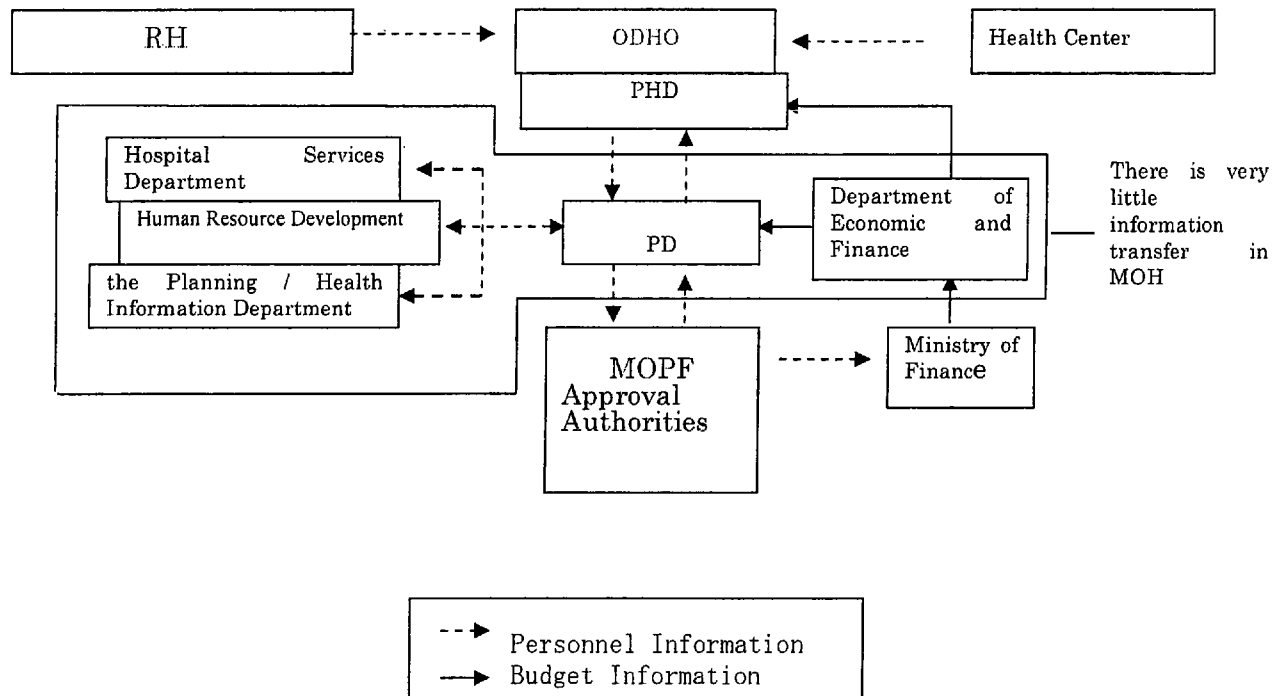 RH
ODHO
Health Center
PHD
Hospital Services
Department
Human Resource Development
the Planning / Health
Information Department
PD
Department of
Economic and
Finance
There is very
little
information
transfer in
MOH
MOPF
Approval
Authorities
Ministry of
Finance
Personnel Information
Budget Information